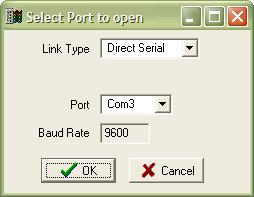 Select Port to open
Link Type Direct Serial
Port Com3
Baud Rate 9600
OK Cancel